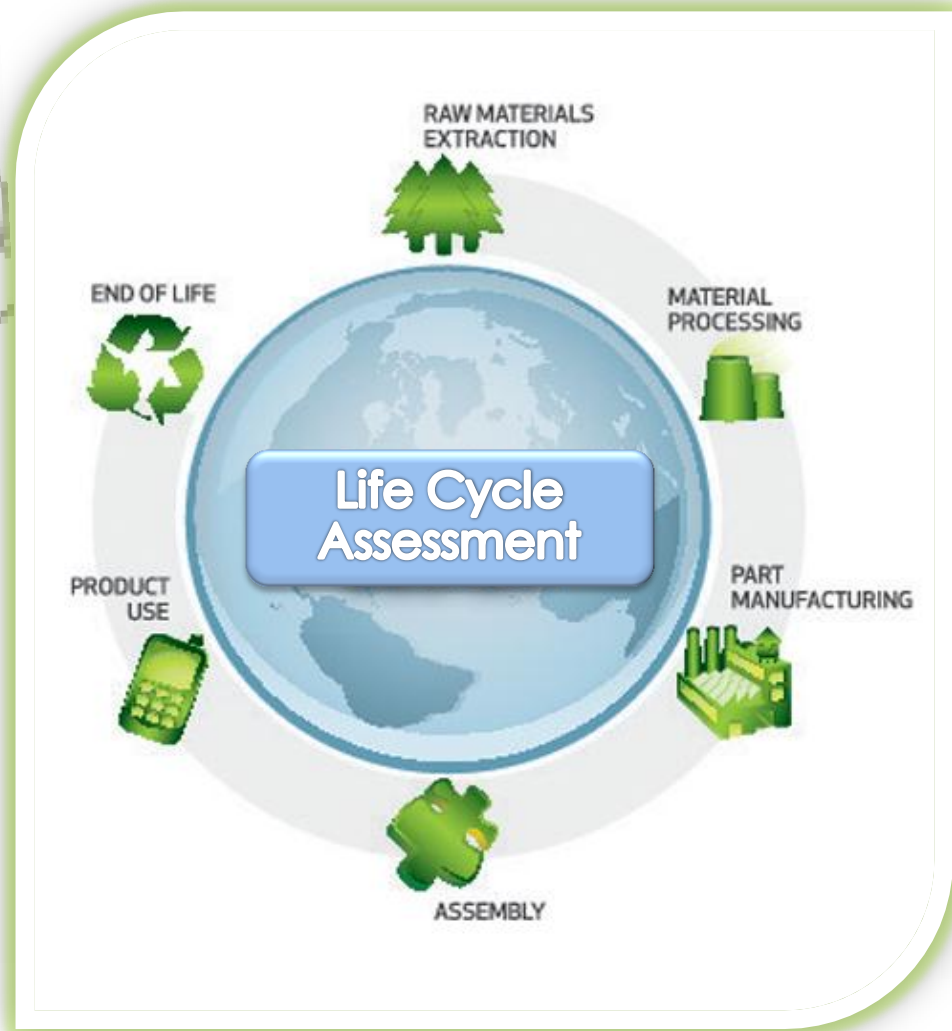 RAW MATERIALS
EXTRACTION
MATERIAL
PROCESSING
PART
MANUFACTURING
ASSEMBLY
PRODUCT
USE
END OF LIFE
Life Cycle
Assessment